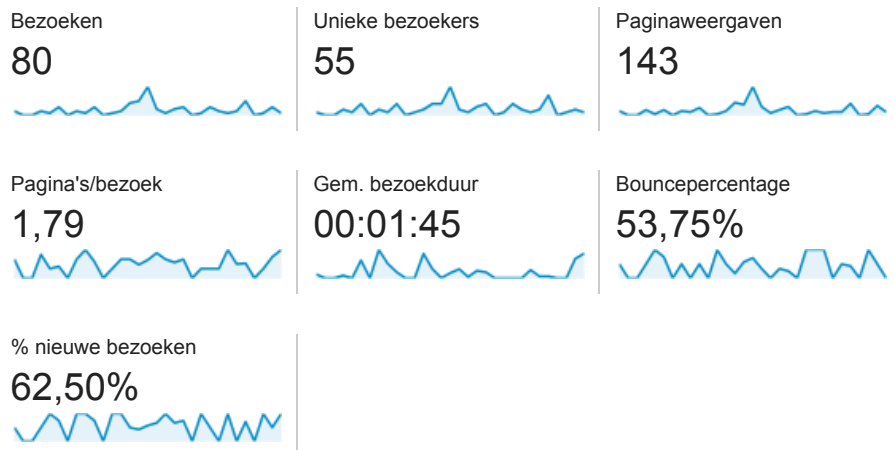 Bezoeken
80
Unieke bezoekers
55
Paginaweergaven
143
Pagina's/bezoek
1,79
Gem. bezoekduur
00:01:45
Bouncepercentage
53,75%
% nieuwe bezoeken
62,50%